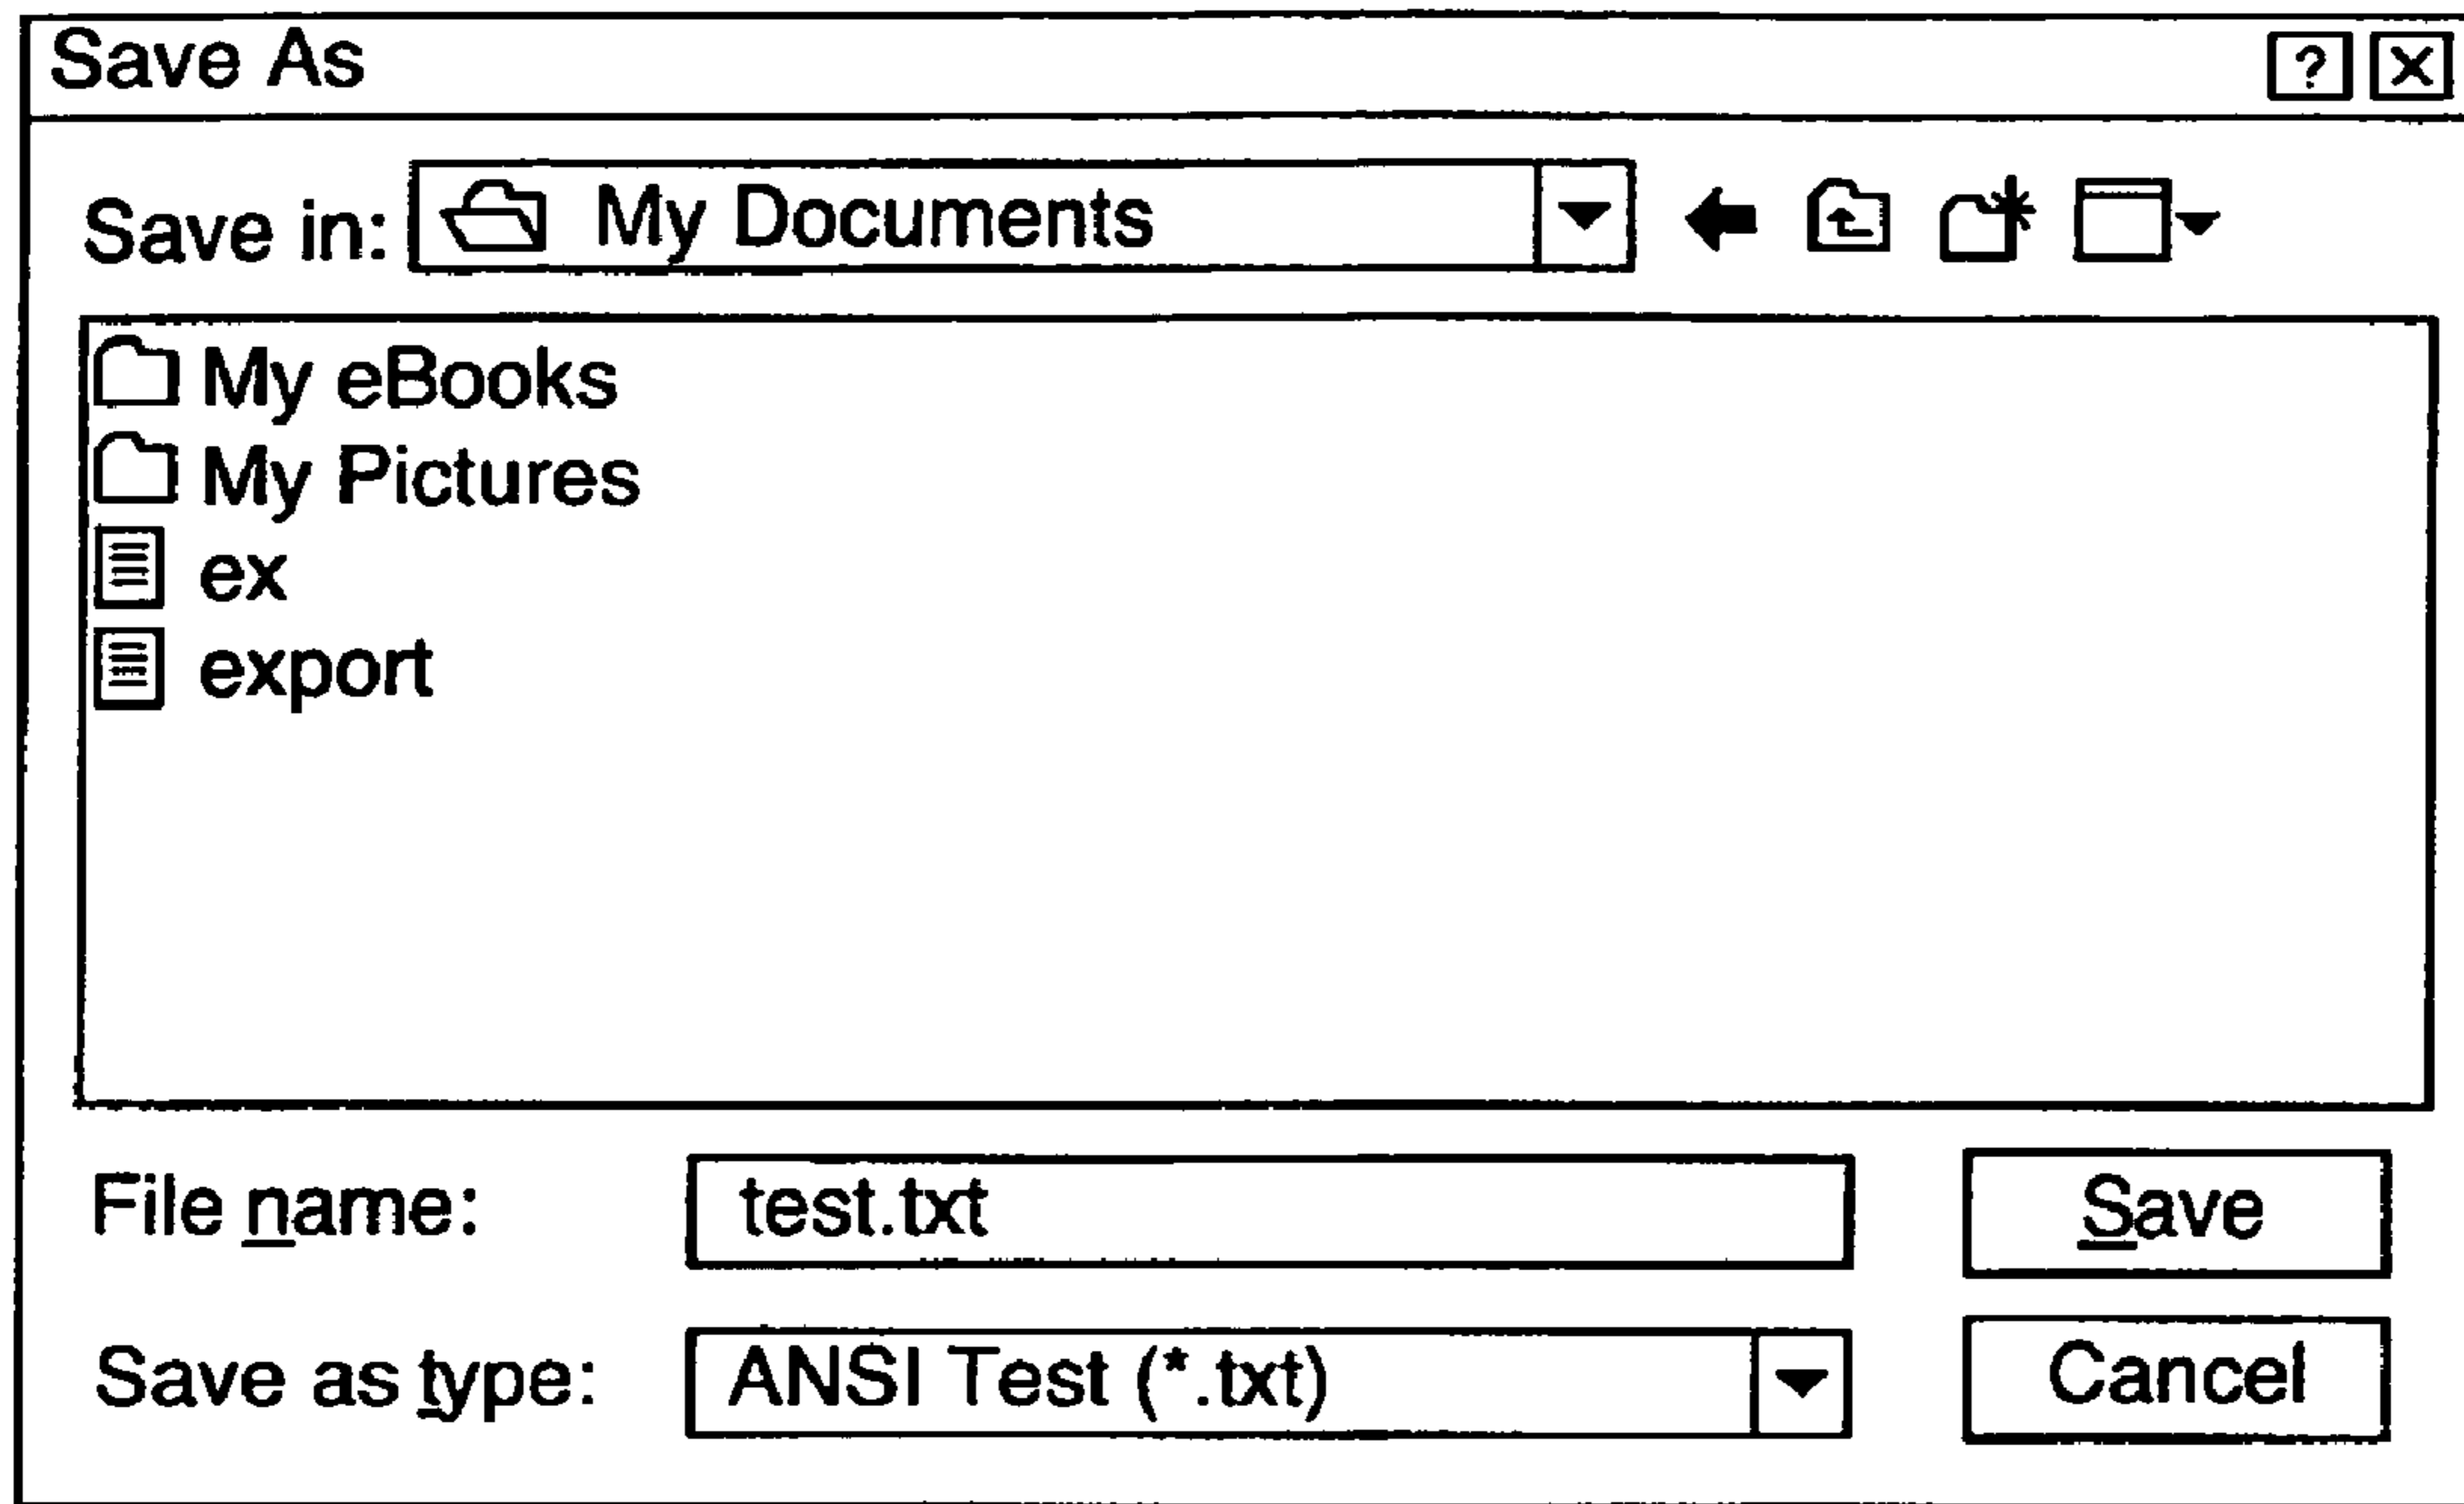 Save As ? X
Save in: My Documents
My eBooks
My Pictures
ex
export
File name: test.txt Save
Save as type: ANSI Test (*.txt) Cancel